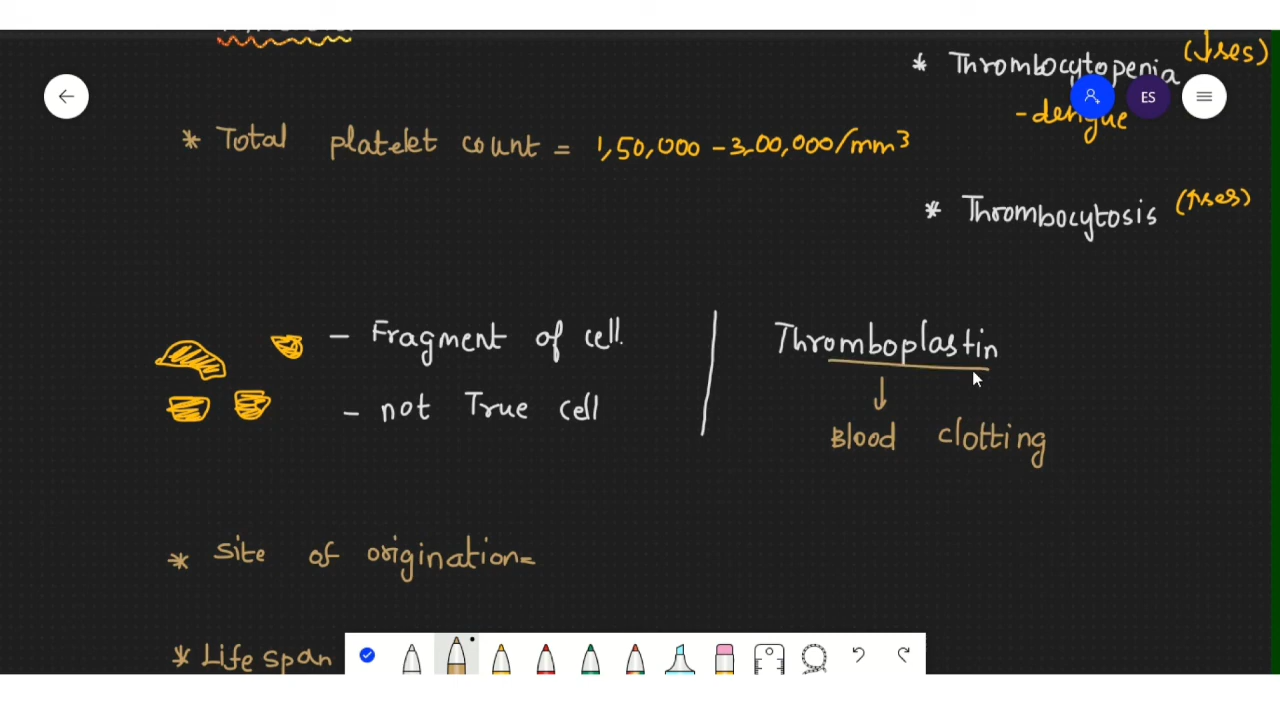 * Thrombocytopenia (↓ses)
- dengue
* Total platelet count = 1,50,000 - 3,00,000/mm³
* Thrombocytosis (↑ses)
- Fragment of cell.
- not True cell
Thromboplastin
↓
Blood clotting
* Site of origination=
* Life span
ES